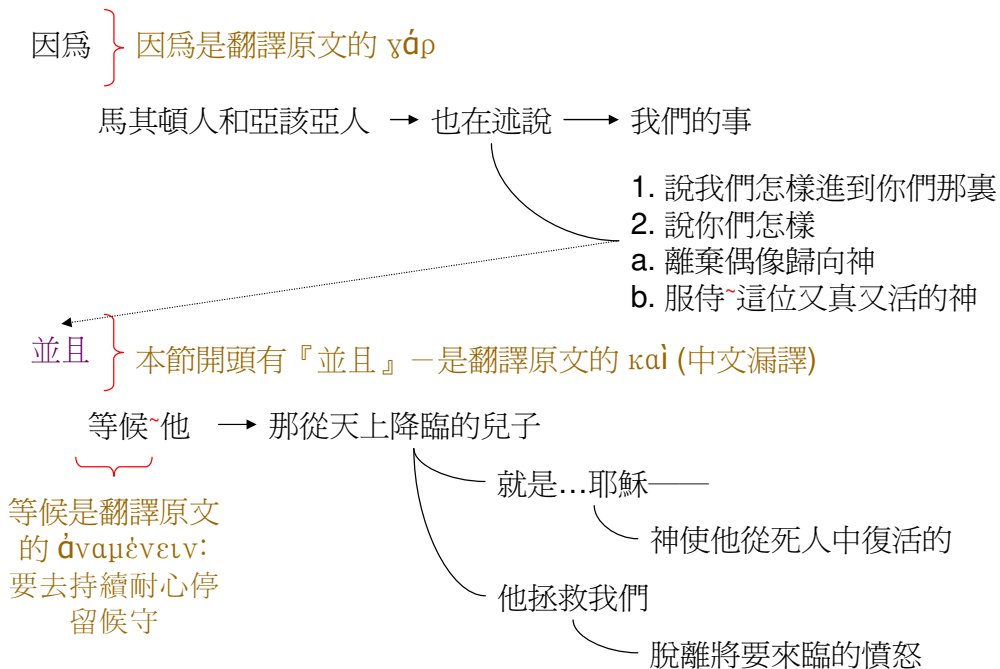 因爲
因爲是翻譯原文的 γάρ
馬其頓人和亞該亞人
也在述說
我們的事
1. 說我們怎樣進到你們那裏
2. 說你們怎樣
a. 離棄偶像歸向神
b. 服侍~這位又真又活的神
並且
本節開頭有『並且』－是翻譯原文的 καὶ (中文漏譯)
等候~他
那從天上降臨的兒子
就是…耶穌——
神使他從死人中復活的
等候是翻譯原文
的 ἀναμένειν:
要去持續耐心停
留候守
他拯救我們
脫離將要來臨的憤怒